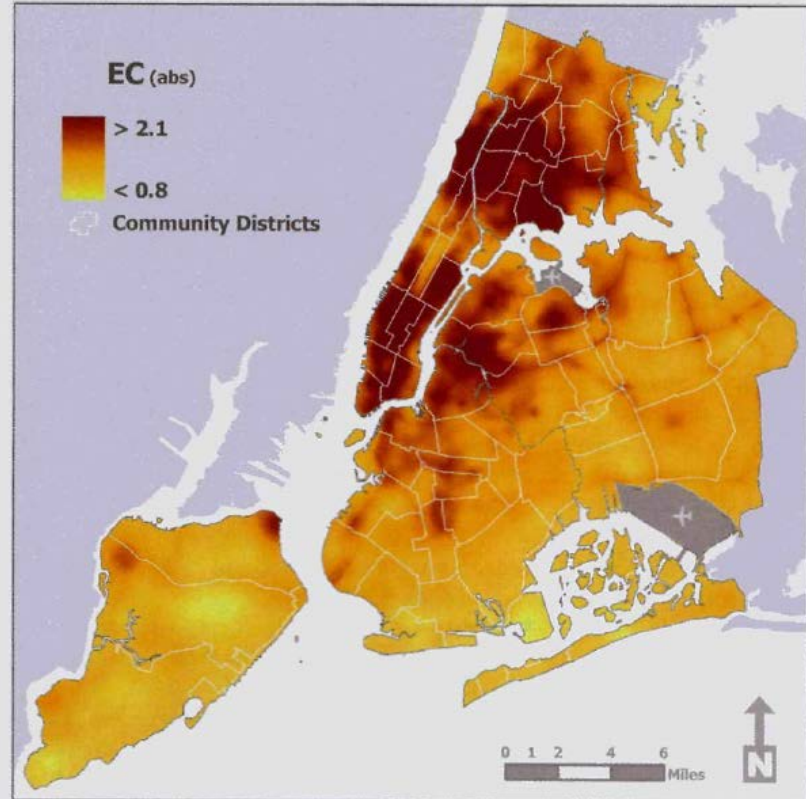 EC (abs)
> 2.1
< 0.8
Community Districts
0 1 2 4 6
Miles
N